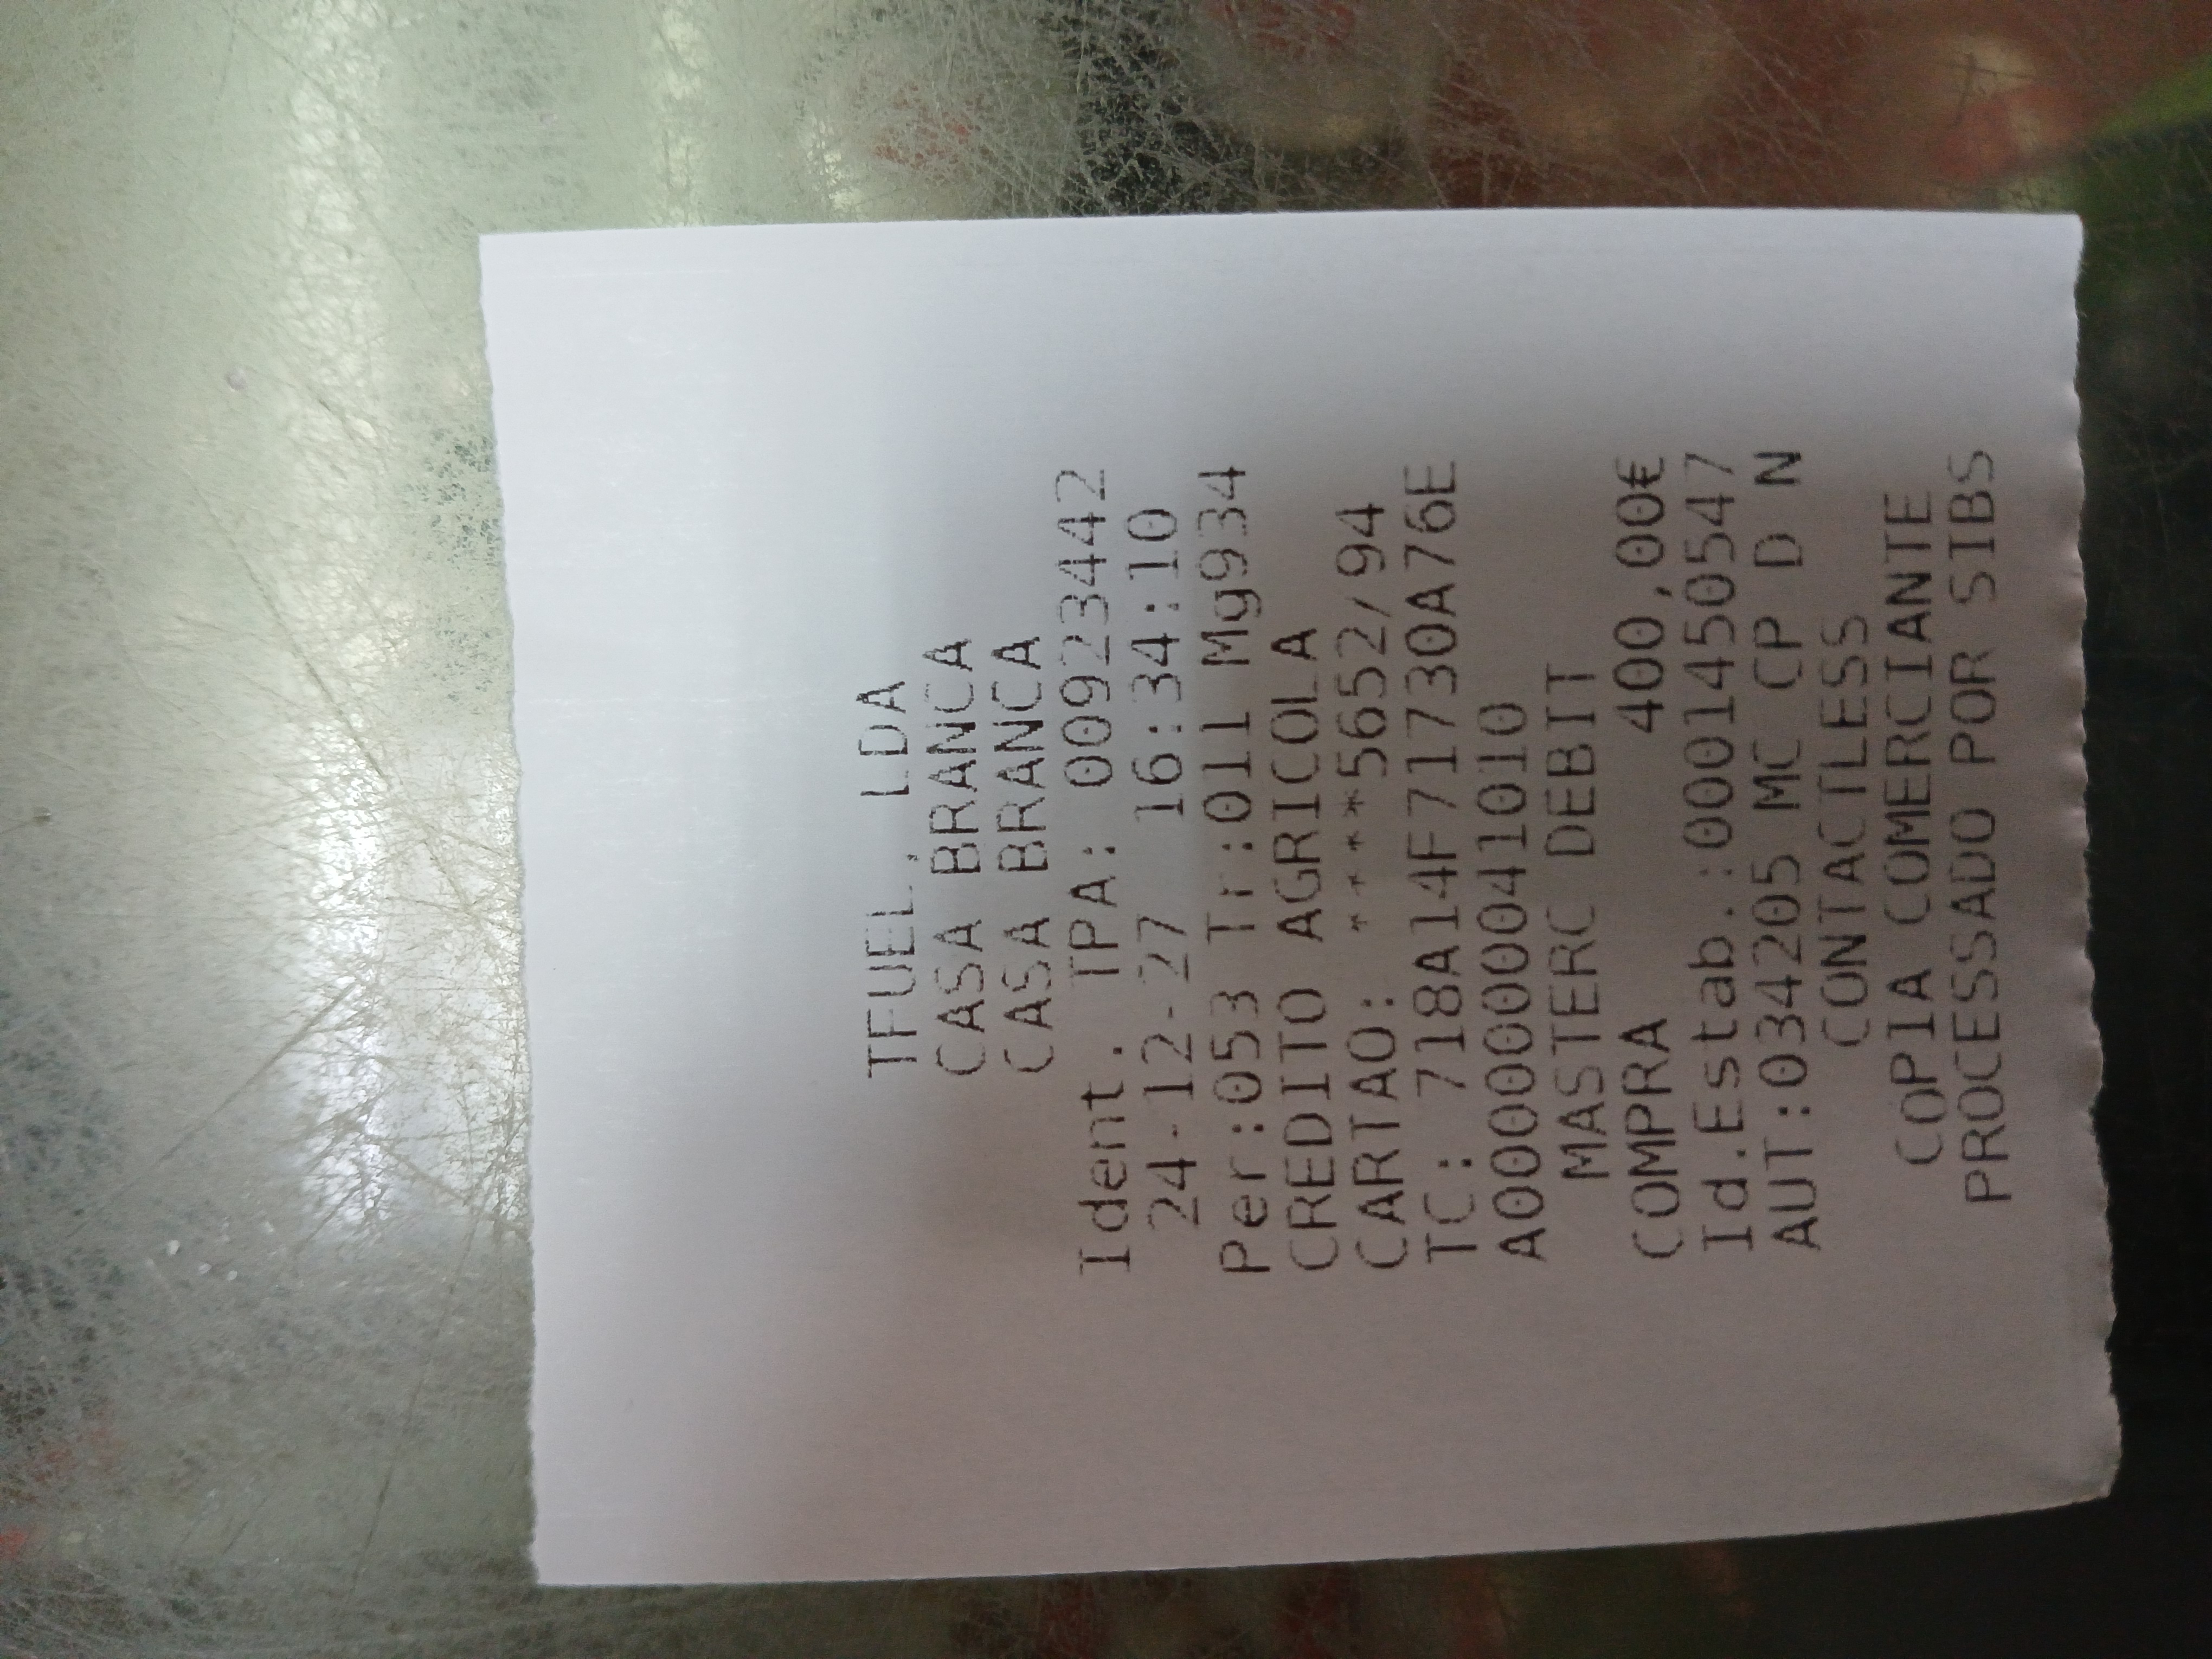 TFUEL, LDA
CASA BRANCA
CASA BRANCA
Ident. TPA: 00923442
24-12-27 16:34:10
Per:053 Tr:011 Mg934
CREDITO AGRICOLA
CARTAO: ****5652/94
TC: 718A14F71730A76E
A0000000041010
MASTERC DEBIT
COMPRA 400,00€
Id.Estab.:0001450547
AUT:034205 MC CP D N
CONTACTLESS
COPIA COMERCIANTE
PROCESSADO POR SIBS